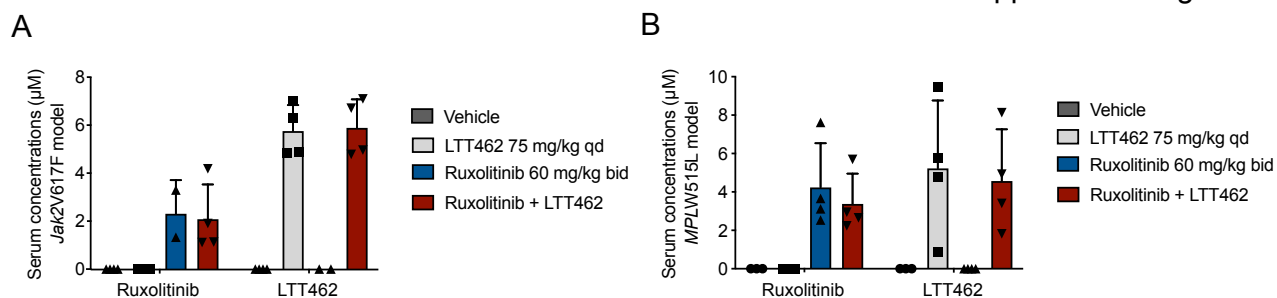 A
Serum concentrations (µM)
Jak2V617F model
8
6
4
2
0
Ruxolitinib
LTT462
Vehicle
LTT462 75 mg/kg qd
Ruxolitinib 60 mg/kg bid
Ruxolitinib + LTT462
B
Serum concentrations (µM)
MPLW515L model
10
8
6
4
2
0
Ruxolitinib
LTT462
Vehicle
LTT462 75 mg/kg qd
Ruxolitinib 60 mg/kg bid
Ruxolitinib + LTT462